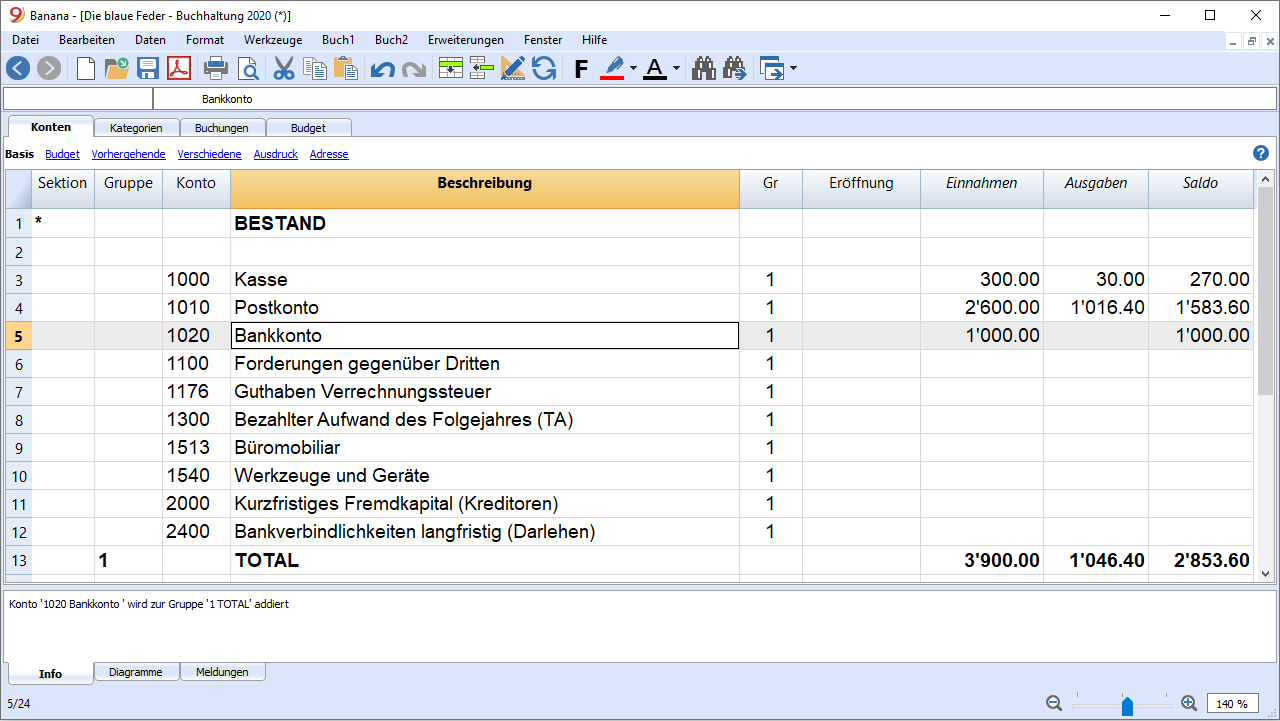 Banana - [Die blaue Feder - Buchhaltung 2020 (*)]
Datei Bearbeiten Daten Format Werkzeuge Buch1 Buch2 Erweiterungen Fenster Hilfe
F A
Bankkonto
Konten Kategorien Buchungen Budget
Basis Budget Vorhergehende Verschiedene Ausdruck Adresse ?
Sektion Gruppe Konto Beschreibung Gr Eröffnung Einnahmen Ausgaben Saldo
1 * BESTAND
2
3 1000 Kasse 1 300.00 30.00 270.00
4 1010 Postkonto 1 2'600.00 1'016.40 1'583.60
5 1020 Bankkonto 1 1'000.00 1'000.00
6 1100 Forderungen gegenüber Dritten 1
7 1176 Guthaben Verrechnungssteuer 1
8 1300 Bezahlter Aufwand des Folgejahres (TA) 1
9 1513 Büromobiliar 1
10 1540 Werkzeuge und Geräte 1
11 2000 Kurzfristiges Fremdkapital (Kreditoren) 1
12 2400 Bankverbindlichkeiten langfristig (Darlehen) 1
13 1 TOTAL 3'900.00 1'046.40 2'853.60
Konto '1020 Bankkonto ' wird zur Gruppe '1 TOTAL' addiert
Info Diagramme Meldungen
5/24 140 %